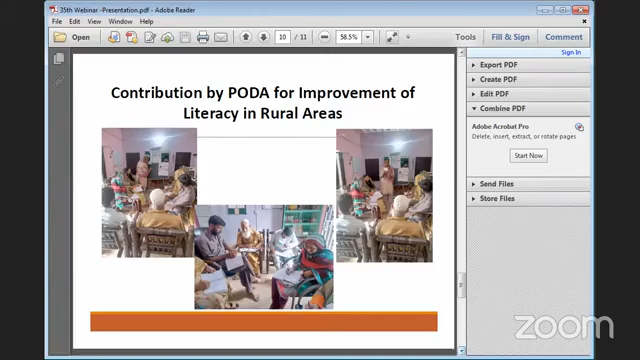 35th Webinar -Presentation.pdf - Adobe Reader
File Edit View Window Help
Open 10 / 11 58.5% Tools Fill & Sign Comment
Sign In
Export PDF
Create PDF
Edit PDF
Combine PDF
Adobe Acrobat Pro
Delete, insert, extract, or rotate pages
Start Now
Send Files
Store Files
Contribution by PODA for Improvement of
Literacy in Rural Areas
zoom